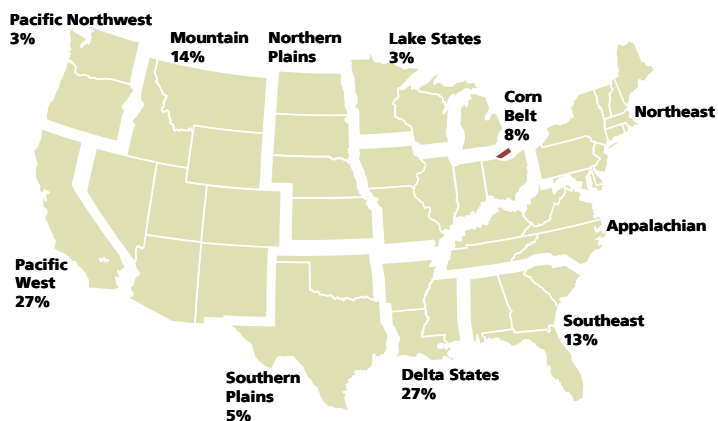 Pacific Northwest
3%
Mountain
14%
Northern
Plains
Lake States
3%
Corn
Belt
8%
Northeast
Appalachian
Pacific
West
27%
Southeast
13%
Southern
Plains
5%
Delta States
27%